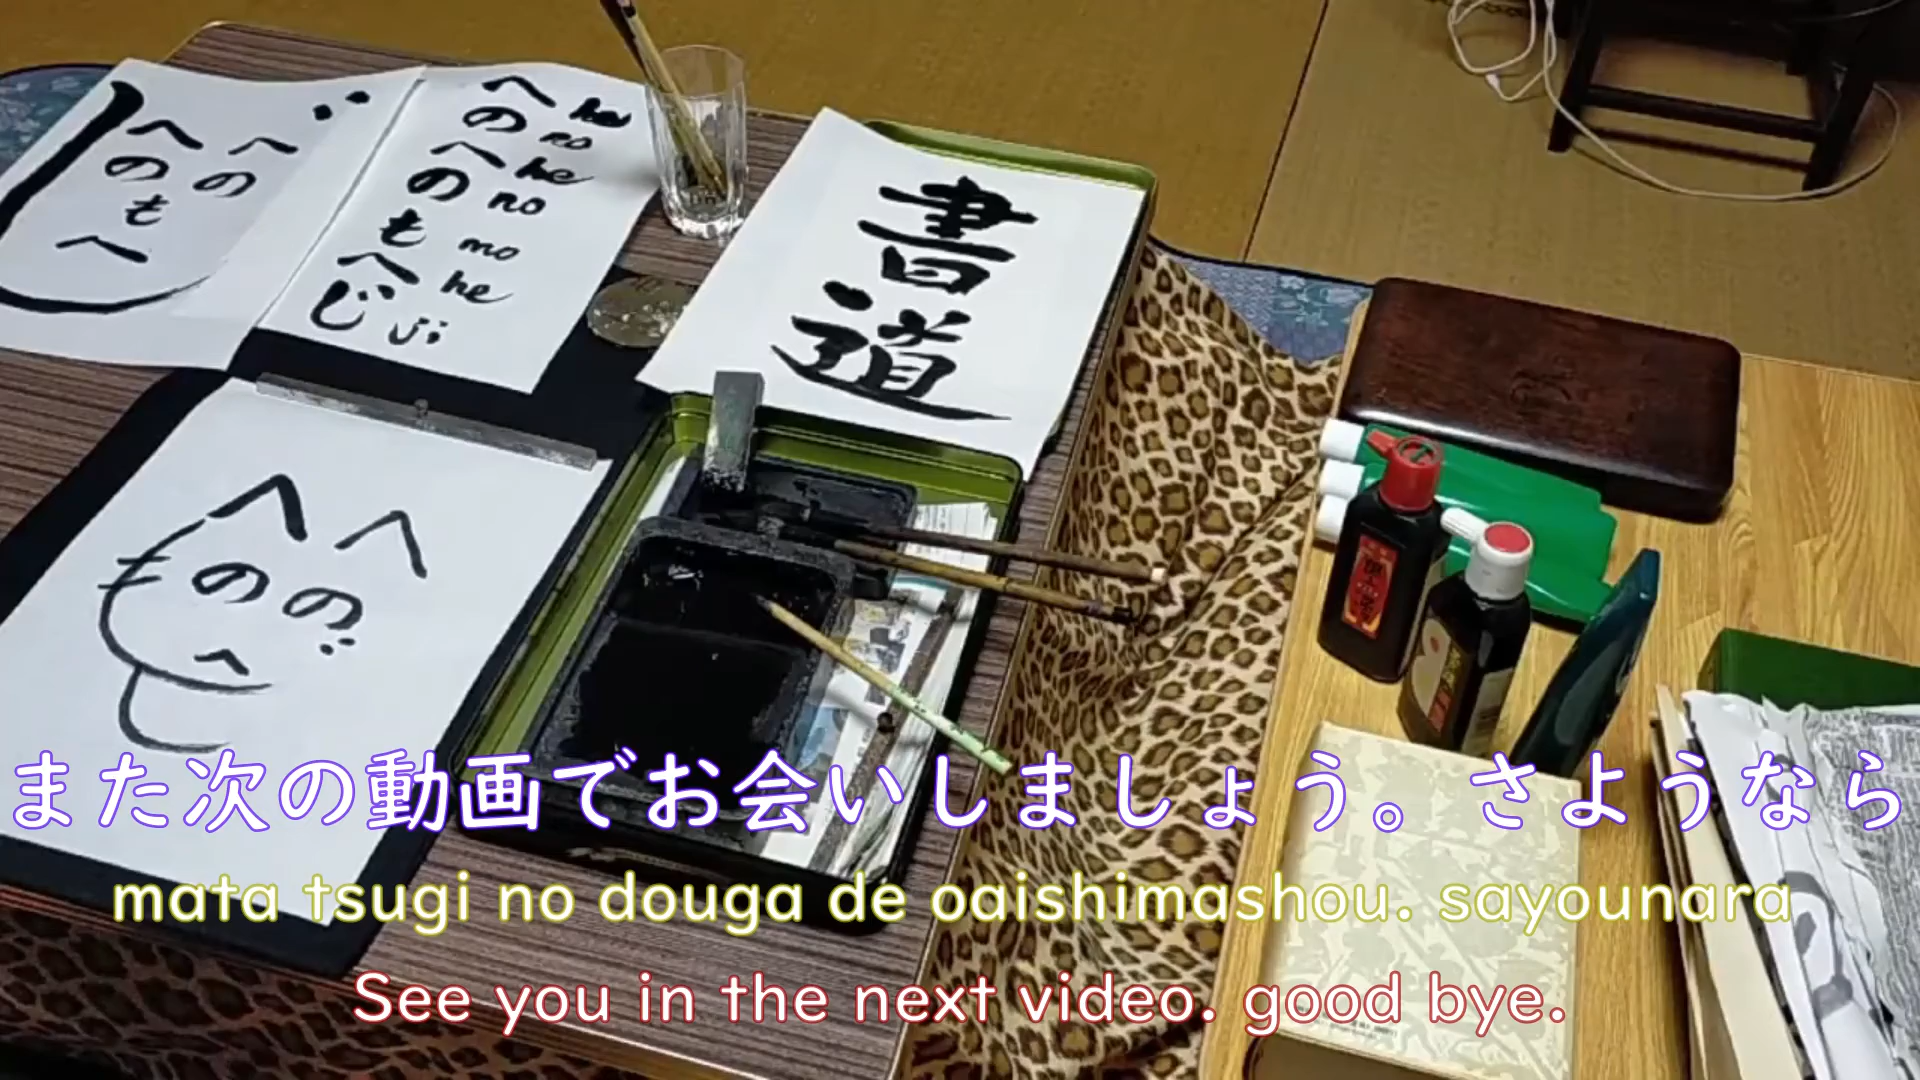 へへ
のの
も
へ
じ
へ he
の no
へ he
の no
も mo
へ he
じ ji
書
道
へへ
もののじ
へ
また次の動画でお会いしましょう。さようなら
mata tsugi no douga de oaishimashou. sayounara
See you in the next video. good bye.